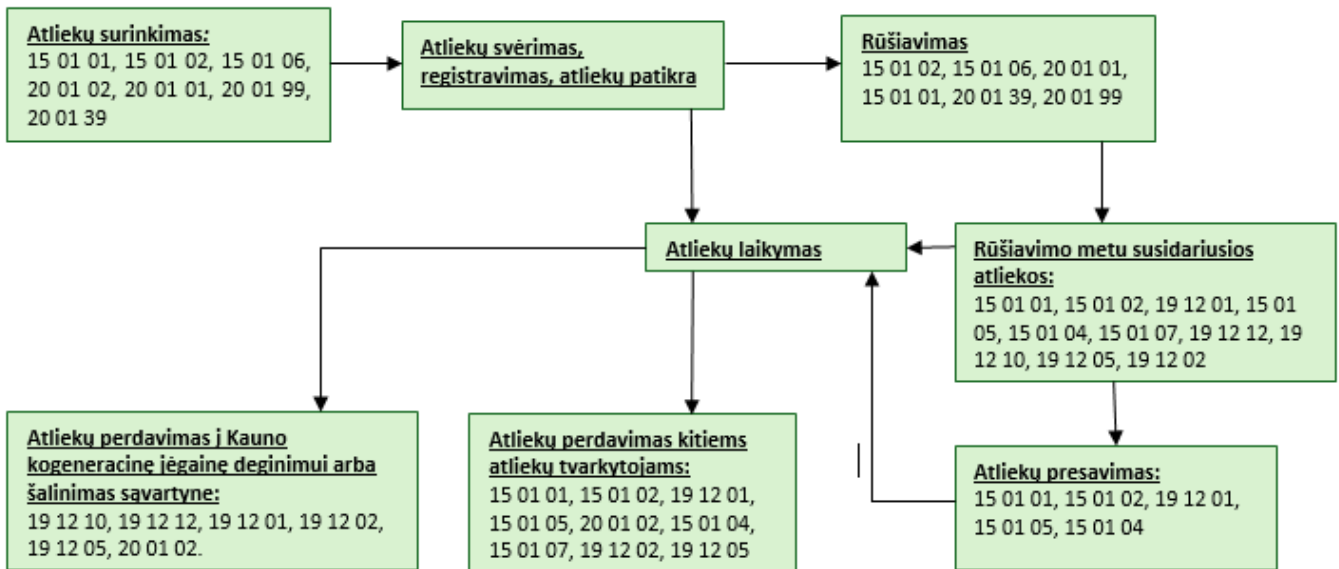 Atliekų surinkimas:
15 01 01, 15 01 02, 15 01 06,
20 01 02, 20 01 01, 20 01 99,
20 01 39
Atliekų svėrimas,
registravimas, atliekų patikra
Rūšiavimas
15 01 02, 15 01 06, 20 01 01,
15 01 01, 20 01 39, 20 01 99
Atliekų laikymas
Rūšiavimo metu susidariusios
atliekos:
15 01 01, 15 01 02, 19 12 01, 15 01
05, 15 01 04, 15 01 07, 19 12 12, 19
12 10, 19 12 05, 19 12 02
Atliekų perdavimas į Kauno
kogeneracinę jėgainę deginimui arba
šalinimas sąvartyne:
19 12 10, 19 12 12, 19 12 01, 19 12 02,
19 12 05, 20 01 02.
Atliekų perdavimas kitiems
atliekų tvarkytojams:
15 01 01, 15 01 02, 19 12 01,
15 01 05, 20 01 02, 15 01 04,
15 01 07, 19 12 02, 19 12 05
Atliekų presavimas:
15 01 01, 15 01 02, 19 12 01,
15 01 05, 15 01 04